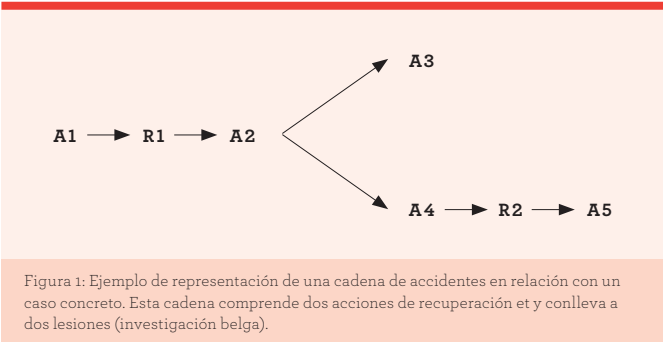 A3
A1 R1 A2
A4 R2 A5
Figura 1: Ejemplo de representación de una cadena de accidentes en relación con un
caso concreto. Esta cadena comprende dos acciones de recuperación et y conlleva a
dos lesiones (investigación belga).